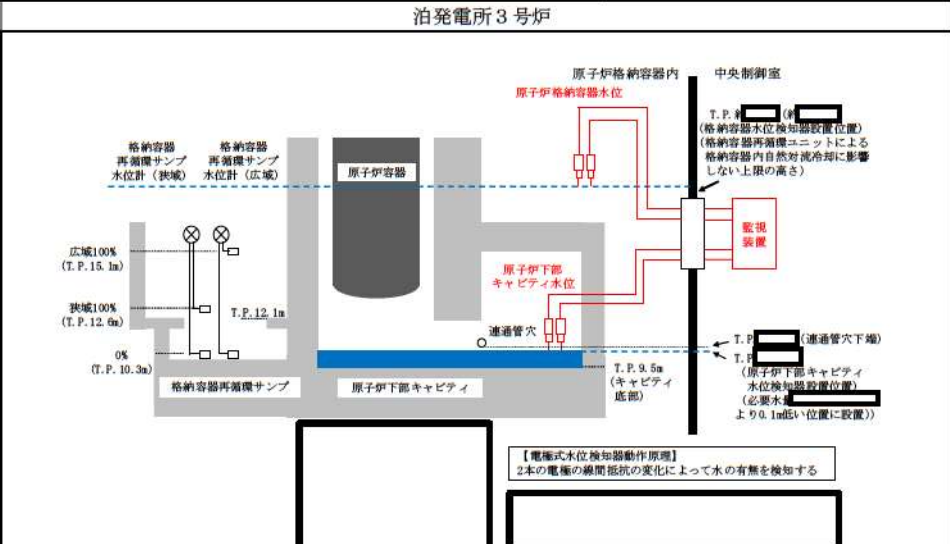 泊発電所3号炉
原子炉格納容器内
中央制御室
原子炉格納容器水位
T.P.約
(約
(格納容器水位検知器設置位置)
(格納容器再循環ユニットによる
格納容器内自然対流冷却に影響
しない上限の高さ)
格納容器
再循環サンプ
水位計(狭域)
格納容器
再循環サンプ
水位計(広域)
原子炉容器
監視
装置
広域100%
(T.P.15.1m)
原子炉下部
キャビティ水位
狭域100%
(T.P.12.6m)
T.P.12.1m
連通管穴
T.P.
(連通管穴下端)
T.P.
(原子炉下部キャビティ
水位検知器設置位置)
(必要水量
より0.1m低い位置に設置))
0%
(T.P.10.3m)
T.P.9.5m
(キャビティ
底部)
格納容器再循環サンプ
原子炉下部キャビティ
【電極式水位検知器動作原理】
2本の電極の線間抵抗の変化によって水の有無を検知する